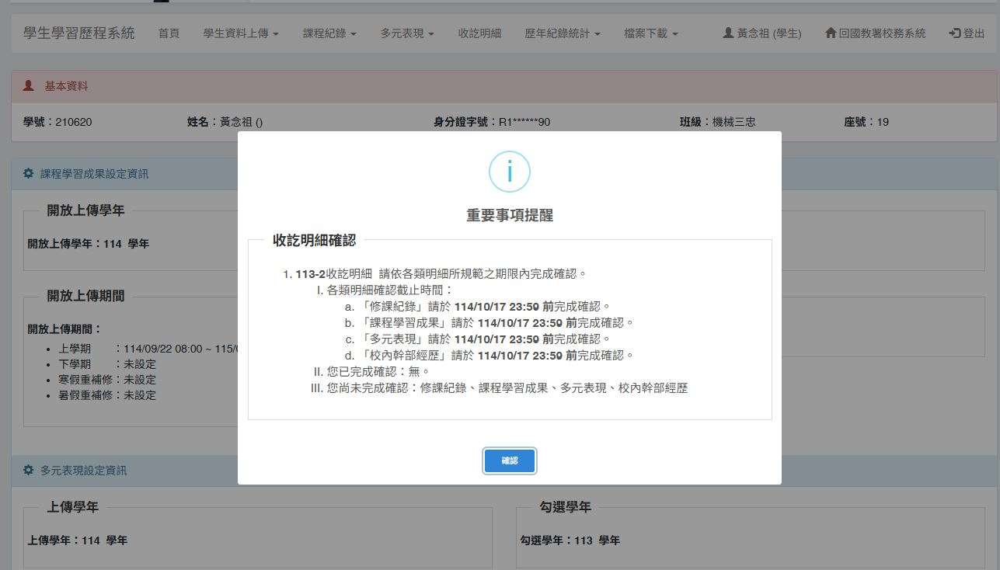 學生學習歷程系統 首頁 學生資料上傳 課程紀錄 多元表現 收訖明細 歷年紀錄統計 檔案下載 黃念祖 (學生) 回國教署校務系統 登出
基本資料
學號：210620 姓名：黃念祖 () 身分證字號：R1******90 班級：機械三忠 座號：19
課程學習成果設定資訊
開放上傳學年
開放上傳學年：114 學年
開放上傳期間
開放上傳期間：
• 上學期 ：114/09/22 08:00 ~ 115/
• 下學期 ：未設定
• 寒假重補修：未設定
• 暑假重補修：未設定
重要事項提醒
收訖明細確認
1. 113-2收訖明細 請依各類明細所規範之期限內完成確認。
I. 各類明細確認截止時間：
a. 「修課紀錄」請於 114/10/17 23:59 前完成確認。
b. 「課程學習成果」請於 114/10/17 23:59 前完成確認。
c. 「多元表現」請於 114/10/17 23:59 前完成確認。
d. 「校內幹部經歷」請於 114/10/17 23:59 前完成確認。
II. 您已完成確認：無。
III. 您尚未完成確認：修課紀錄、課程學習成果、多元表現、校內幹部經歷
確認
多元表現設定資訊
上傳學年
上傳學年：114 學年
勾選學年
勾選學年：113 學年